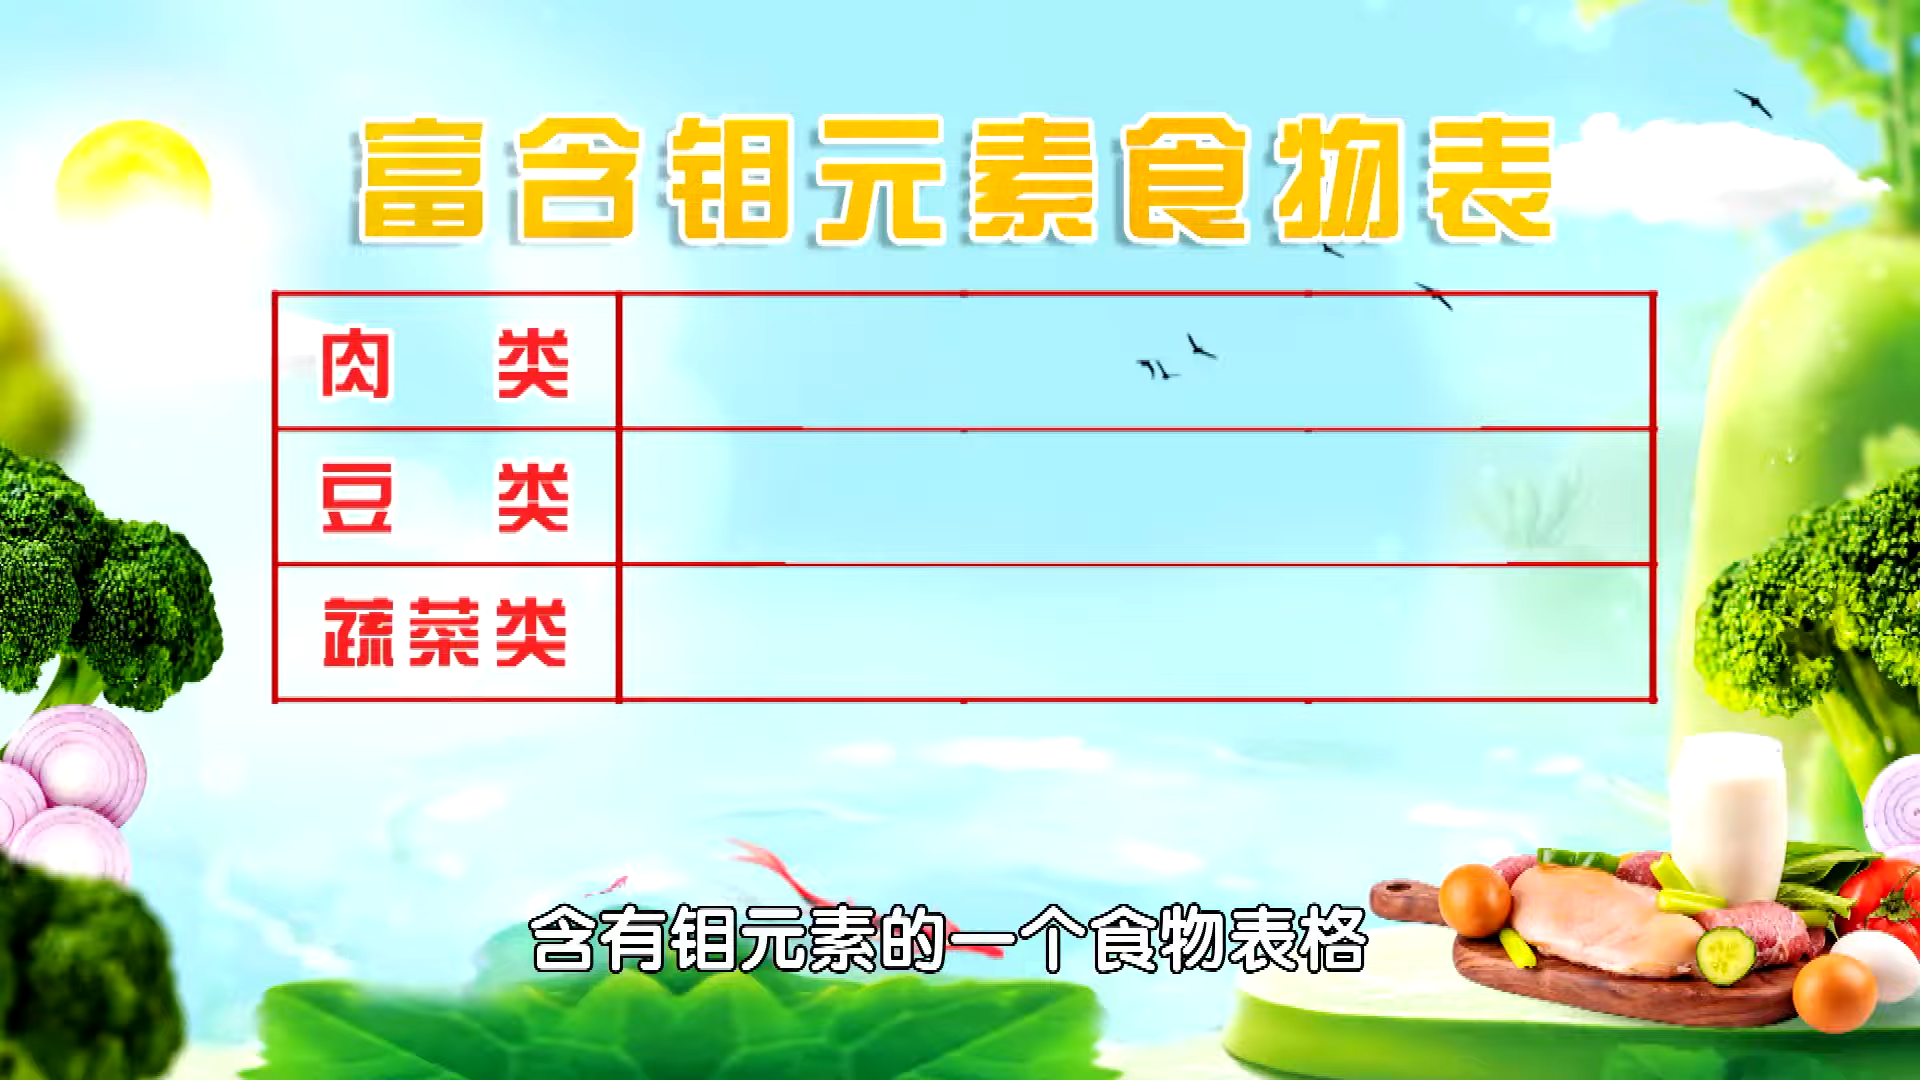 富含钼元素食物表
肉 类
豆 类
蔬菜类
含有钼元素的一个食物表格